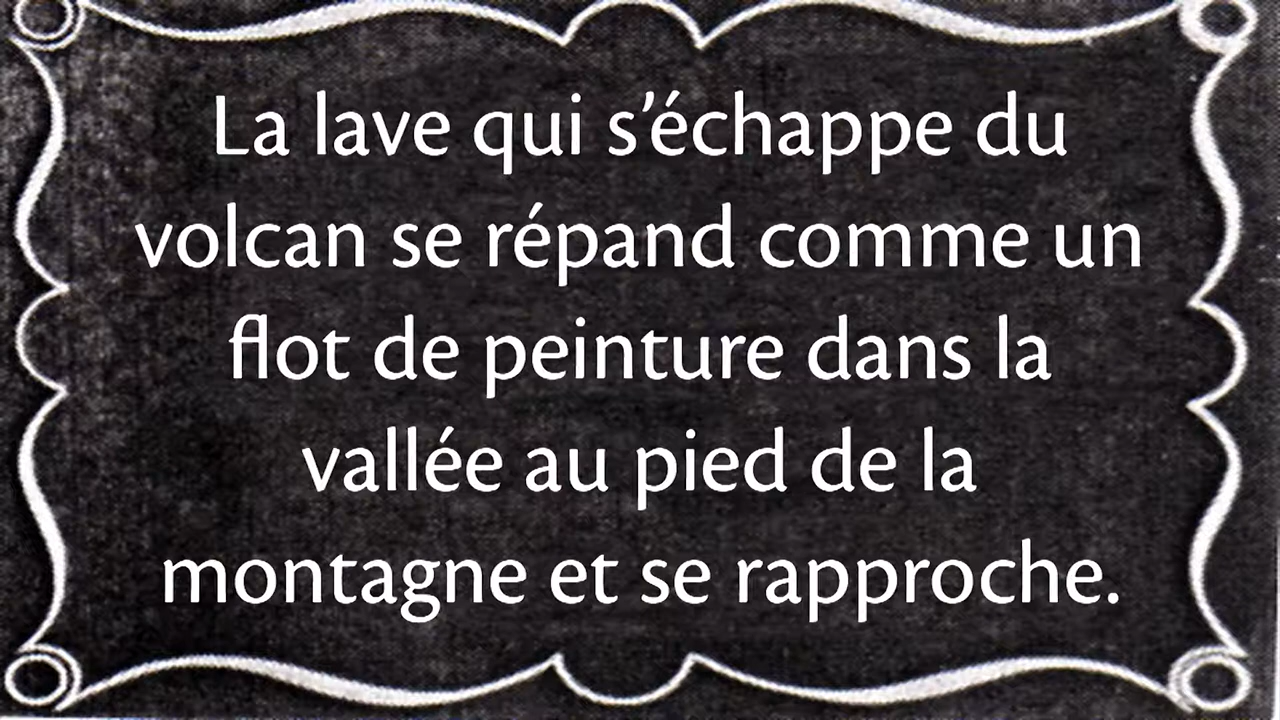 La lave qui s’échappe du
volcan se répand comme un
flot de peinture dans la
vallée au pied de la
montagne et se rapproche.